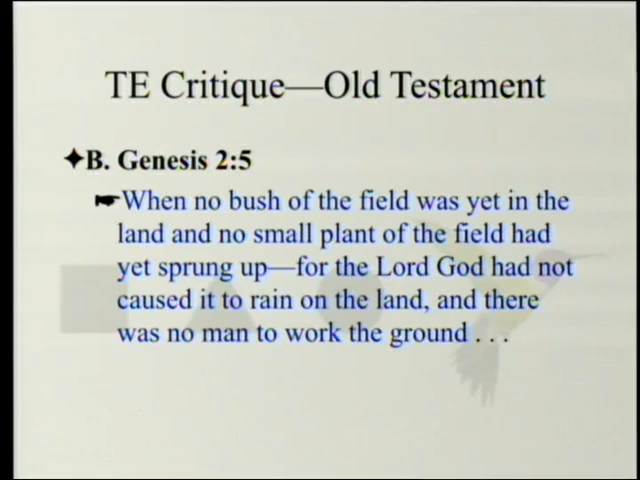 TE Critique—Old Testament
✦B. Genesis 2:5
☛When no bush of the field was yet in the
land and no small plant of the field had
yet sprung up—for the Lord God had not
caused it to rain on the land, and there
was no man to work the ground . . .